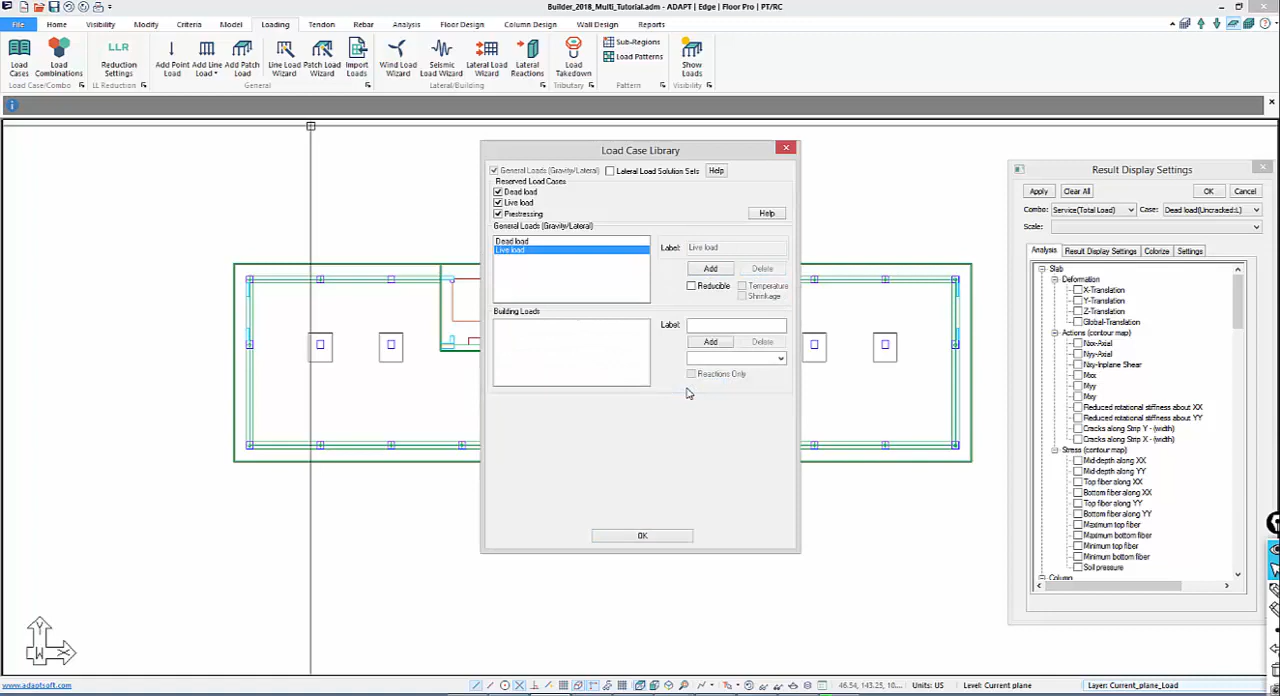 Builder_2018_Multi_Tutorial.adm - ADAPT | Edge | Floor Pro | PT/RC
File Home Visibility Modify Criteria Model Loading Tendon Rebar Analysis Floor Design Column Design Wall Design Reports
Load Cases
Load Combinations
LLR
Reduction Settings
Add Point Load
Add Line Load
Add Patch Load
Line Load Wizard
Patch Load Wizard
Import Loads
Wind Load Wizard
Seismic Load Wizard
Lateral Load Wizard
Lateral Reactions
Load Takedown
Sub-Regions
Load Patterns
Show Loads
Load Case/Combo LL Reduction General Lateral/Building Tributary Pattern Visibility
Load Case Library
General Loads (Gravity/Lateral) Lateral Load Solution Sets Help
Reserved Load Cases
Dead load
Live load
Prestressing Help
General Loads (Gravity/Lateral)
Dead load
Live load
Label: Live load
Add Delete
Reducible Temperature
Shrinkage
Building Loads
Label:
Add Delete
Reactions Only
OK
Result Display Settings
Apply Clear All OK Cancel
Combo: Service(Total Load) Case: Dead load(Uncracked:L)
Scale:
Analysis Result Display Settings Colorize Settings
Slab
Deformation
X-Translation
Y-Translation
Z-Translation
Global-Translation
Actions (contour map)
Nxx-Axial
Nyy-Axial
Nxy-Inplane Shear
Mxx
Myy
Mxy
Reduced rotational stiffness about XX
Reduced rotational stiffness about YY
Cracks along Strip X - (width)
Cracks along Strip Y - (width)
Stress (contour map)
Mid-depth along XX
Mid-depth along YY
Top fiber along XX
Bottom fiber along XX
Top fiber along YY
Bottom fiber along YY
Maximum top fiber
Maximum bottom fiber
Minimum top fiber
Minimum bottom fiber
Soil pressure
Column
Y
W
X
www.adaptsoft.com
46.54, 143.25, 10... Units: US Level: Current plane Layer: Current_plane_Load